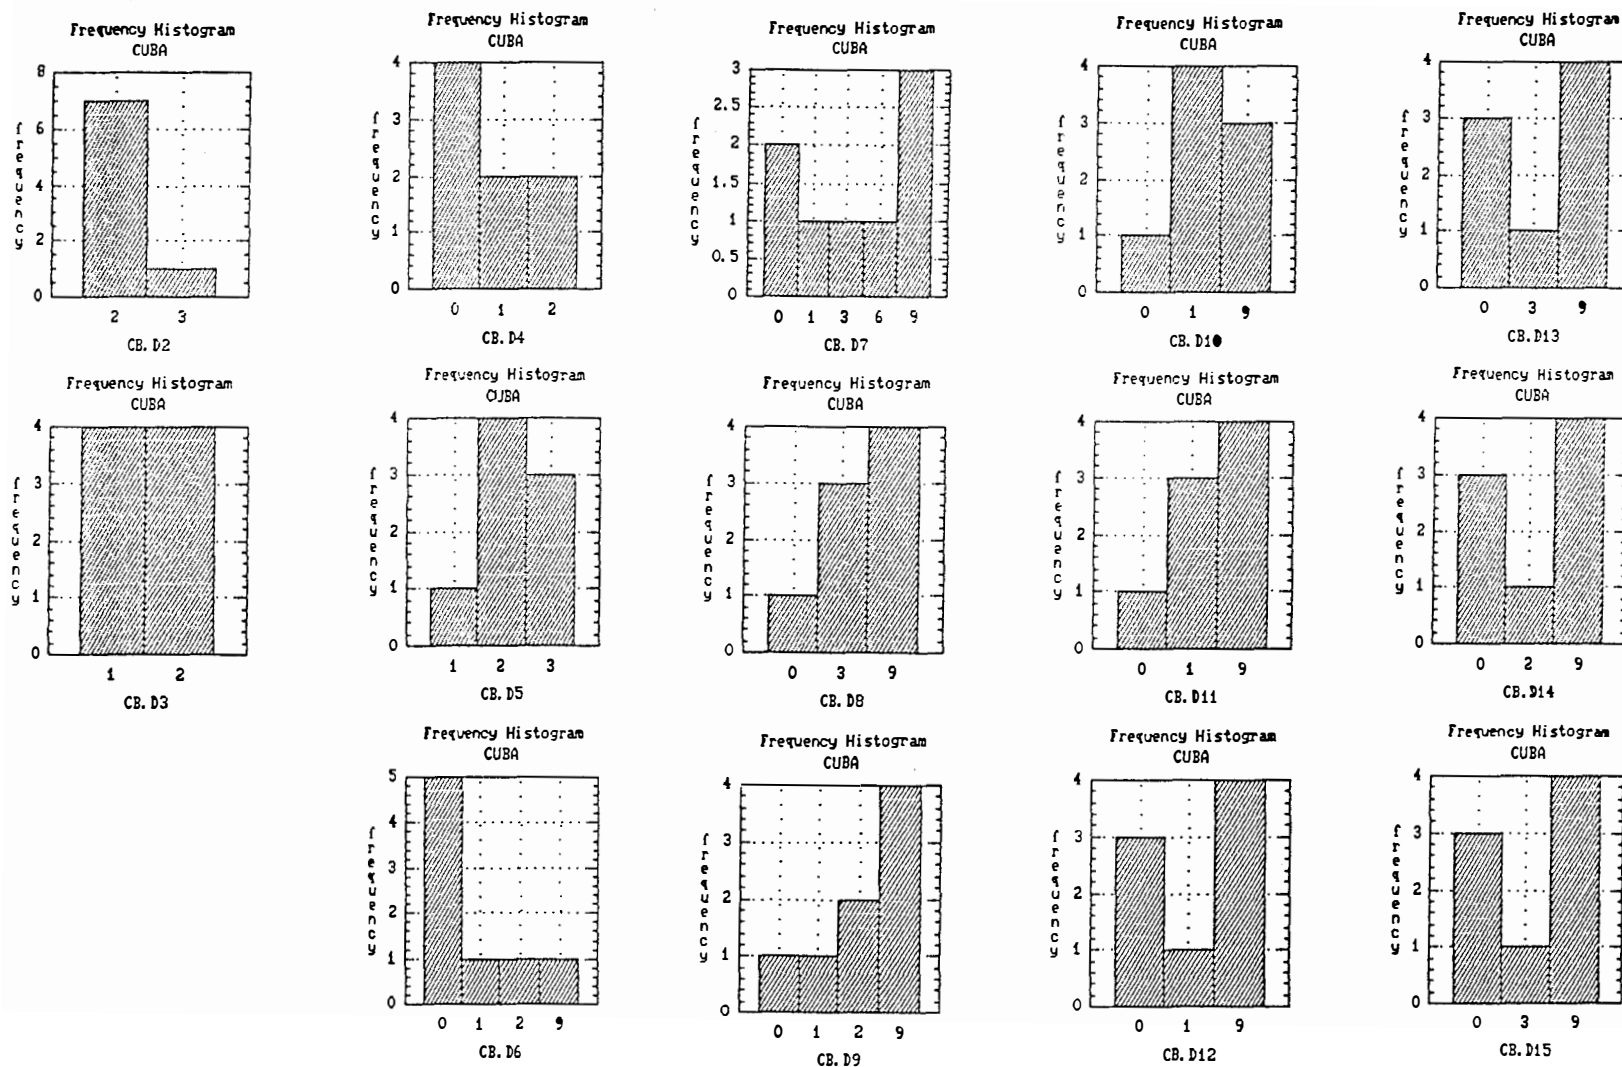 Frequency Histogram
CUBA
frequency
8
6
4
2
0
2 3
CB.D2
Frequency Histogram
CUBA
frequency
4
3
2
1
0
1 2
CB.D3
Frequency Histogram
CUBA
frequency
4
3
2
1
0
0 1 2
CB.D4
Frequency Histogram
CUBA
frequency
4
3
2
1
0
1 2 3
CB.D5
Frequency Histogram
CUBA
frequency
5
4
3
2
1
0
0 1 2 9
CB.D6
Frequency Histogram
CUBA
frequency
3
2.5
2
1.5
1
0.5
0
0 1 3 6 9
CB.D7
Frequency Histogram
CUBA
frequency
4
3
2
1
0
0 3 9
CB.D8
Frequency Histogram
CUBA
frequency
4
3
2
1
0
0 1 2 9
CB.D9
Frequency Histogram
CUBA
frequency
4
3
2
1
0
0 1 9
CB.D10
Frequency Histogram
CUBA
frequency
4
3
2
1
0
0 1 9
CB.D11
Frequency Histogram
CUBA
frequency
4
3
2
1
0
0 1 9
CB.D12
Frequency Histogram
CUBA
frequency
4
3
2
1
0
0 3 9
CB.D13
Frequency Histogram
CUBA
frequency
4
3
2
1
0
0 2 9
CB.D14
Frequency Histogram
CUBA
frequency
4
3
2
1
0
0 3 9
CB.D15